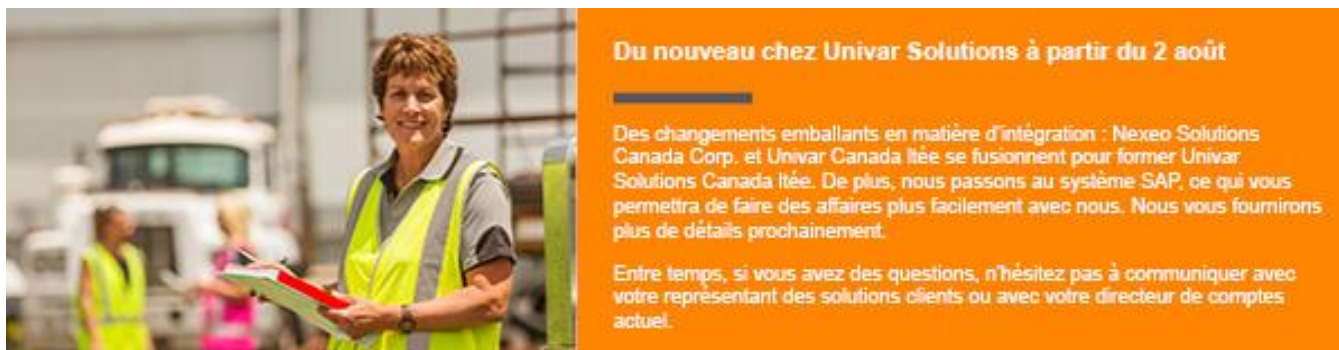 Du nouveau chez Univar Solutions à partir du 2 août
Des changements emballants en matière d'intégration : Nexeo Solutions
Canada Corp. et Univar Canada ltée se fusionnent pour former Univar
Solutions Canada ltée. De plus, nous passons au système SAP, ce qui vous
permettra de faire des affaires plus facilement avec nous. Nous vous fournirons
plus de détails prochainement.
Entre temps, si vous avez des questions, n'hésitez pas à communiquer avec
votre représentant des solutions clients ou avec votre directeur de comptes
actuel.